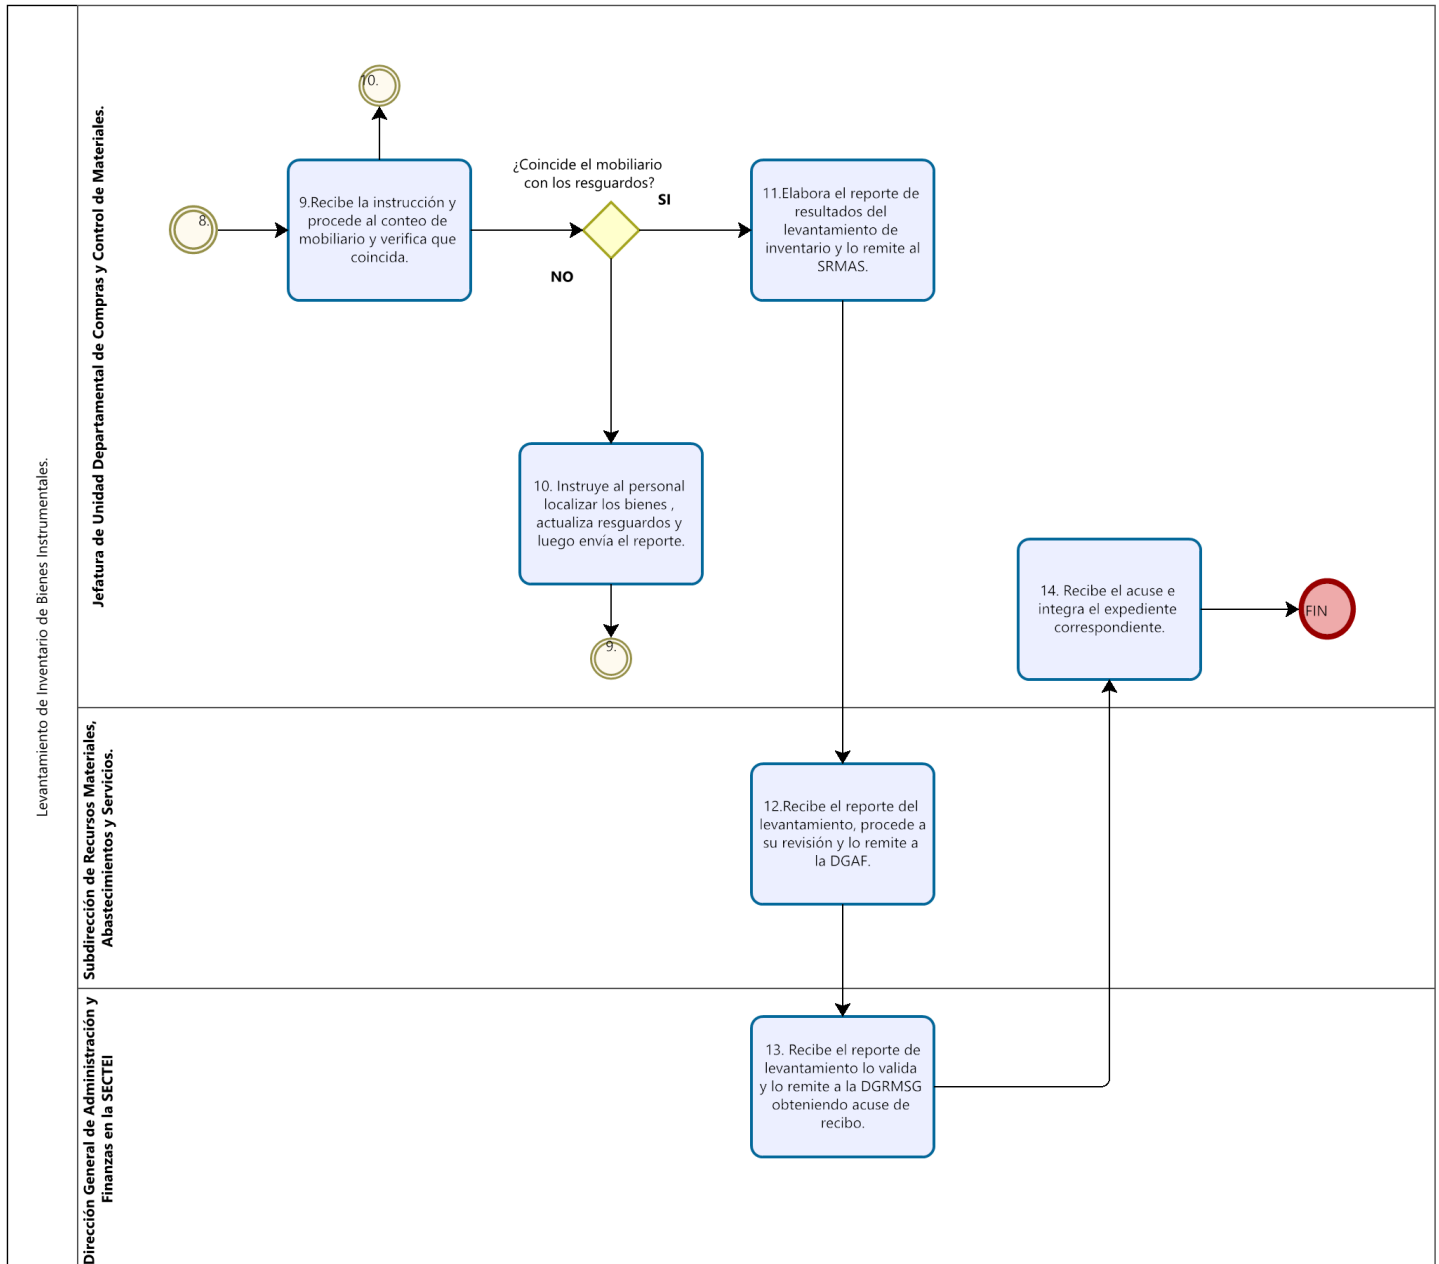 Levantamiento de Inventario de Bienes Instrumentales.
Jefatura de Unidad Departamental de Compras y Control de Materiales.
10.
8.
9.Recibe la instrucción y
procede al conteo de
mobiliario y verifica que
coincida.
¿Coincide el mobiliario
con los resguardos?
SI
NO
11.Elabora el reporte de
resultados del
levantamiento de
inventario y lo remite al
SRMAS.
10. Instruye al personal
localizar los bienes ,
actualiza resguardos y
luego envía el reporte.
9.
14. Recibe el acuse e
integra el expediente
correspondiente.
FIN
Subdirección de Recursos Materiales,
Abastecimientos y Servicios.
12.Recibe el reporte del
levantamiento, procede a
su revisión y lo remite a
la DGAF.
Dirección General de Administración y
Finanzas en la SECTEI
13. Recibe el reporte de
levantamiento lo valida
y lo remite a la DGRMSG
obteniendo acuse de
recibo.